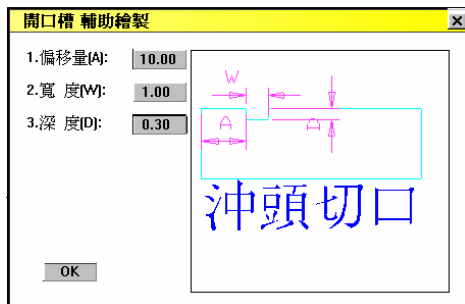 開口槽 輔助繪製
1.偏移量(A): 10.00
2.寬 度(W): 1.00
3.深 度(D): 0.30
W
A
D
沖頭切口
OK